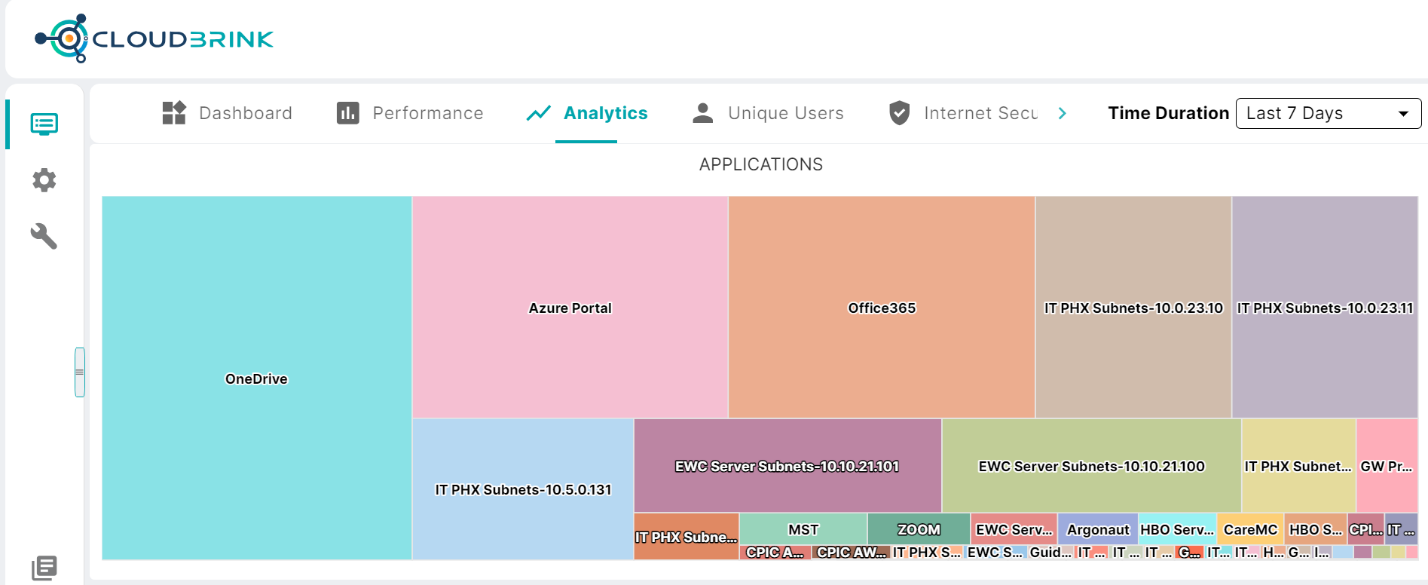 CLOUDBRINK
Dashboard Performance Analytics Unique Users Internet Secu Time Duration Last 7 Days
APPLICATIONS
OneDrive
Azure Portal
Office365
IT PHX Subnets-10.0.23.10
IT PHX Subnets-10.0.23.11
IT PHX Subnets-10.5.0.131
EWC Server Subnets-10.10.21.101
EWC Server Subnets-10.10.21.100
IT PHX Subnet...
GW Pr...
IT PHX Subne...
MST
ZOOM
EWC Serv...
Argonaut
HBO Serv...
CareMC
HBO S...
CPI...
IT ...
CPIC A...
CPIC AW...
IT PHX S...
EWC S...
Guid...
IT ...
IT ...
IT ...
G...
IT...
IT...
H...
G...
I...